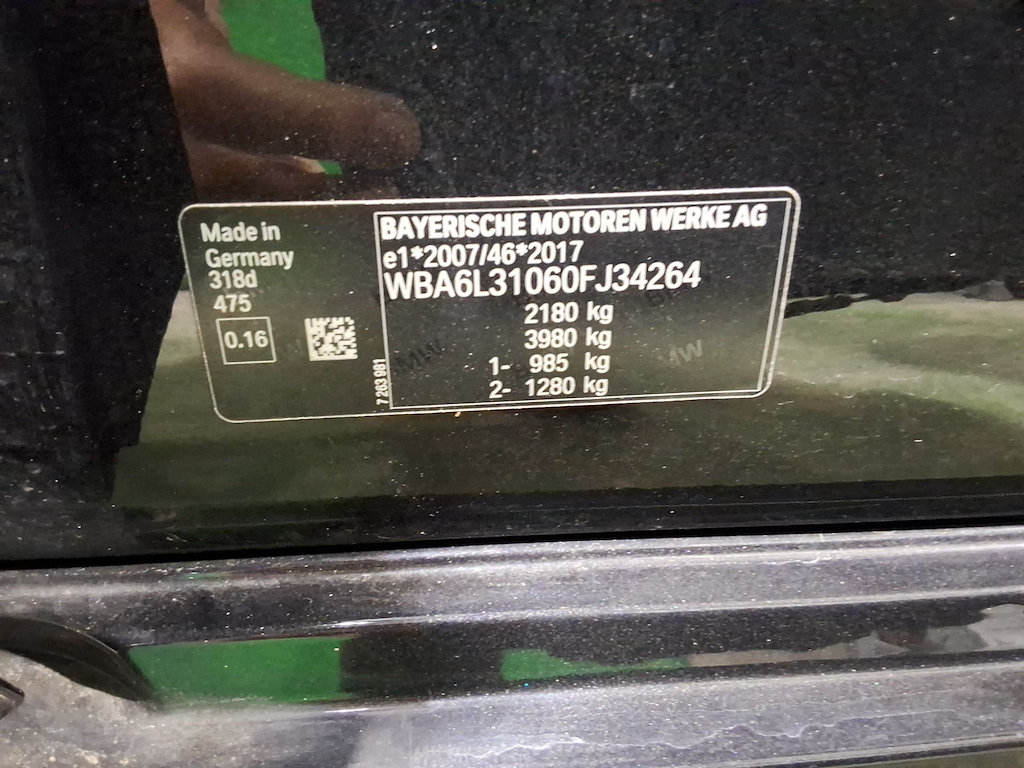 Made in
Germany
318d
475
0.16
7 263 981
BAYERISCHE MOTOREN WERKE AG
e1*2007/46*2017
WBA6L31060FJ34264
2180 kg
3980 kg
1- 985 kg
2- 1280 kg